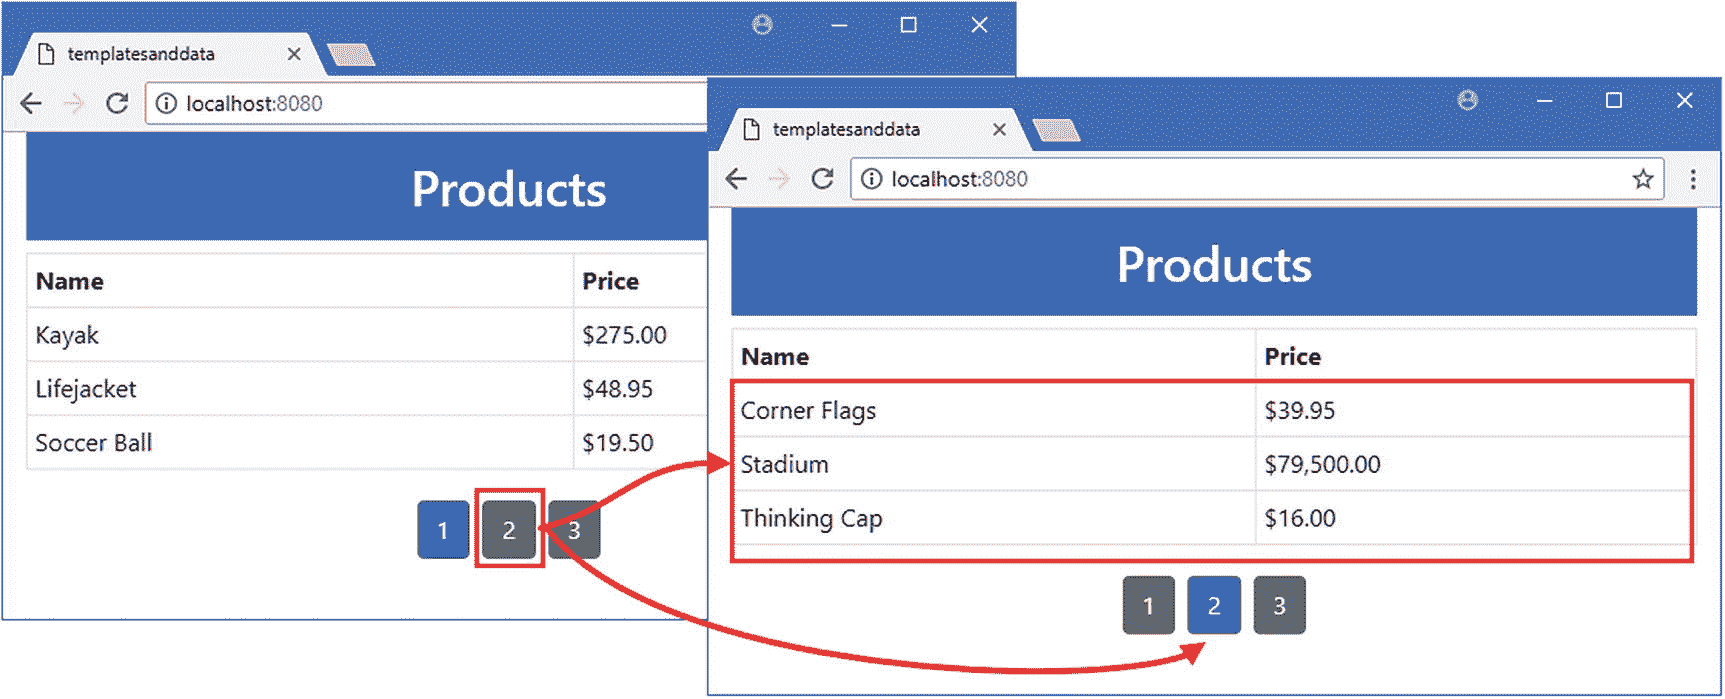 templatesanddata
localhost:8080
Products
Name Price
Kayak $275.00
Lifejacket $48.95
Soccer Ball $19.50
1 2 3
templatesanddata
localhost:8080
Products
Name Price
Corner Flags $39.95
Stadium $79,500.00
Thinking Cap $16.00
1 2 3